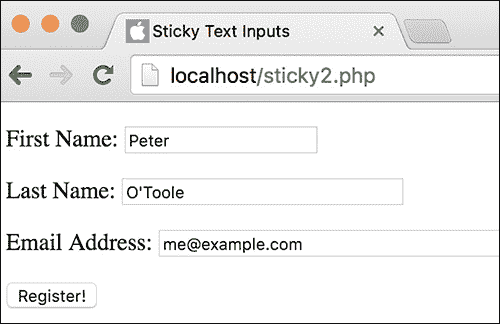 Sticky Text Inputs
localhost/sticky2.php
First Name: Peter
Last Name: O'Toole
Email Address: me@example.com
Register!